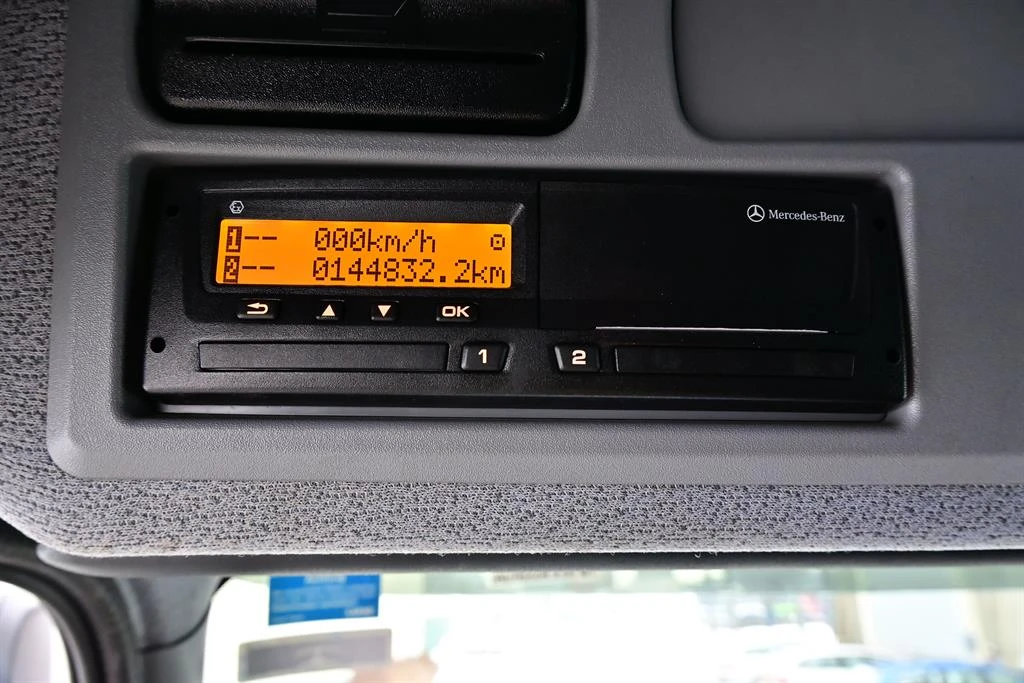 Mercedes-Benz
1-- 000km/h
2-- 0144832.2km
OK
1 2